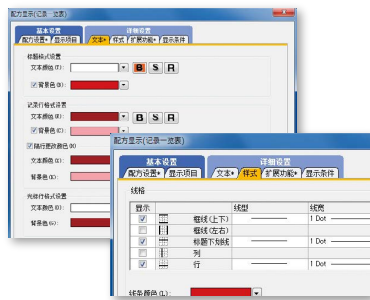 配方显示(记录一览表)
基本设置 详细设置
配方设置* 显示项目 文本* 样式 扩展功能* 显示条件
标题格式设置
文本颜色(T): B S R
背景色(B):
记录行格式设置
文本颜色(X): B S R
背景色(C):
隔行更改颜色(N)
文本颜色(E):
背景色(K):
光标行格式设置
文本颜色(O):
背景色(G):
配方显示(记录一览表)
基本设置 详细设置
配方设置* 显示项目 文本* 样式 扩展功能* 显示条件
线格
显示 线型 线宽
框线(上下) 1 Dot
框线(左右)
标题下划线 1 Dot
列
行 1 Dot
线条颜色(L):